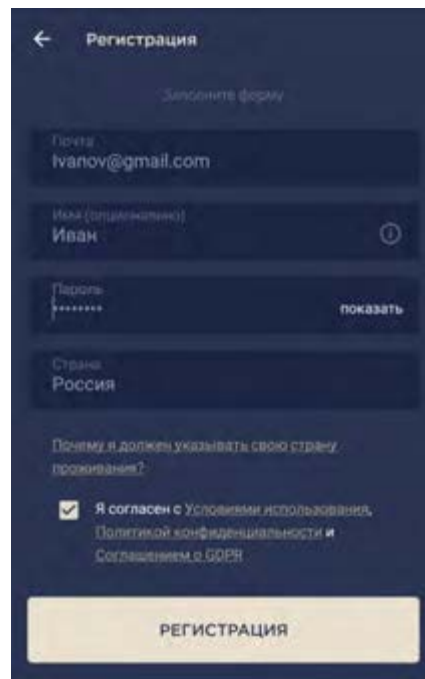 Регистрация
Заполните форму
Почта
Ivanov@gmail.com
Имя (опционально)
Иван
Пароль
показать
Страна
Россия
Почему я должен указывать свою страну
проживания?
Я согласен с Условиями использования,
Политикой конфиденциальности и
Соглашением о GDPR
РЕГИСТРАЦИЯ